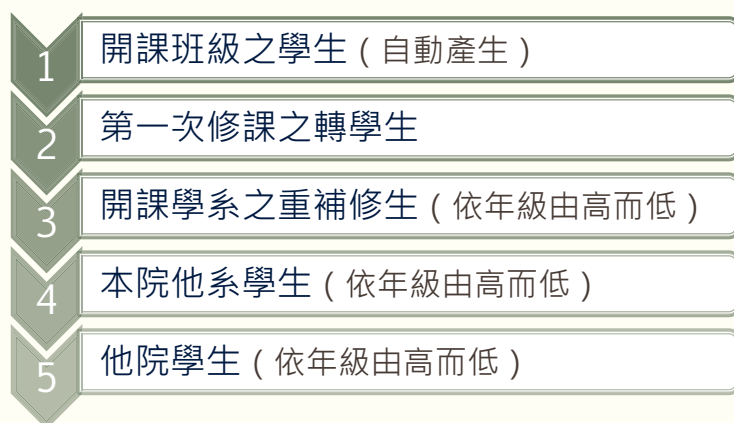 1 開課班級之學生(自動產生)
2 第一次修課之轉學生
3 開課學系之重補修生(依年級由高而低)
4 本院他系學生(依年級由高而低)
5 他院學生(依年級由高而低)